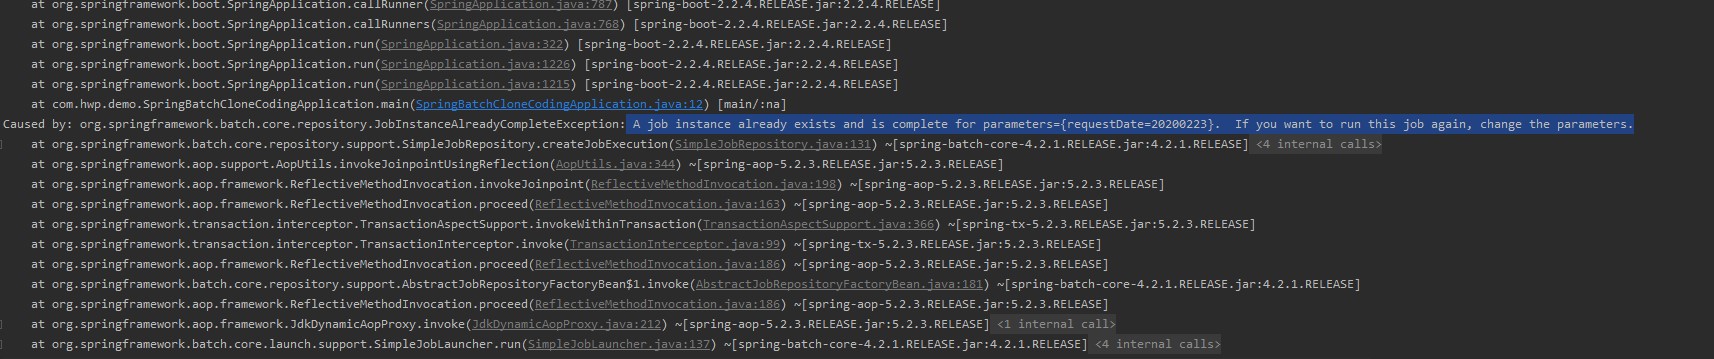 at org.springframework.boot.SpringApplication.callRunner(SpringApplication.java:787) [spring-boot-2.2.4.RELEASE.jar:2.2.4.RELEASE]
at org.springframework.boot.SpringApplication.callRunners(SpringApplication.java:768) [spring-boot-2.2.4.RELEASE.jar:2.2.4.RELEASE]
at org.springframework.boot.SpringApplication.run(SpringApplication.java:322) [spring-boot-2.2.4.RELEASE.jar:2.2.4.RELEASE]
at org.springframework.boot.SpringApplication.run(SpringApplication.java:1226) [spring-boot-2.2.4.RELEASE.jar:2.2.4.RELEASE]
at org.springframework.boot.SpringApplication.run(SpringApplication.java:1215) [spring-boot-2.2.4.RELEASE.jar:2.2.4.RELEASE]
at com.hwp.demo.SpringBatchCloneCodingApplication.main(SpringBatchCloneCodingApplication.java:12) [main/:na]
Caused by: org.springframework.batch.core.repository.JobInstanceAlreadyCompleteException: A job instance already exists and is complete for parameters={requestDate=20200223}.  If you want to run this job again, change the parameters.
at org.springframework.batch.core.repository.support.SimpleJobRepository.createJobExecution(SimpleJobRepository.java:131) ~[spring-batch-core-4.2.1.RELEASE.jar:4.2.1.RELEASE] <4 internal calls>
at org.springframework.aop.support.AopUtils.invokeJoinpointUsingReflection(AopUtils.java:344) ~[spring-aop-5.2.3.RELEASE.jar:5.2.3.RELEASE]
at org.springframework.aop.framework.ReflectiveMethodInvocation.invokeJoinpoint(ReflectiveMethodInvocation.java:198) ~[spring-aop-5.2.3.RELEASE.jar:5.2.3.RELEASE]
at org.springframework.aop.framework.ReflectiveMethodInvocation.proceed(ReflectiveMethodInvocation.java:163) ~[spring-aop-5.2.3.RELEASE.jar:5.2.3.RELEASE]
at org.springframework.transaction.interceptor.TransactionAspectSupport.invokeWithinTransaction(TransactionAspectSupport.java:366) ~[spring-tx-5.2.3.RELEASE.jar:5.2.3.RELEASE]
at org.springframework.transaction.interceptor.TransactionInterceptor.invoke(TransactionInterceptor.java:99) ~[spring-tx-5.2.3.RELEASE.jar:5.2.3.RELEASE]
at org.springframework.aop.framework.ReflectiveMethodInvocation.proceed(ReflectiveMethodInvocation.java:186) ~[spring-aop-5.2.3.RELEASE.jar:5.2.3.RELEASE]
at org.springframework.batch.core.repository.support.AbstractJobRepositoryFactoryBean$1.invoke(AbstractJobRepositoryFactoryBean.java:181) ~[spring-batch-core-4.2.1.RELEASE.jar:4.2.1.RELEASE]
at org.springframework.aop.framework.ReflectiveMethodInvocation.proceed(ReflectiveMethodInvocation.java:186) ~[spring-aop-5.2.3.RELEASE.jar:5.2.3.RELEASE]
at org.springframework.aop.framework.JdkDynamicAopProxy.invoke(JdkDynamicAopProxy.java:212) ~[spring-aop-5.2.3.RELEASE.jar:5.2.3.RELEASE] <1 internal call>
at org.springframework.batch.core.launch.support.SimpleJobLauncher.run(SimpleJobLauncher.java:137) ~[spring-batch-core-4.2.1.RELEASE.jar:4.2.1.RELEASE] <4 internal calls>